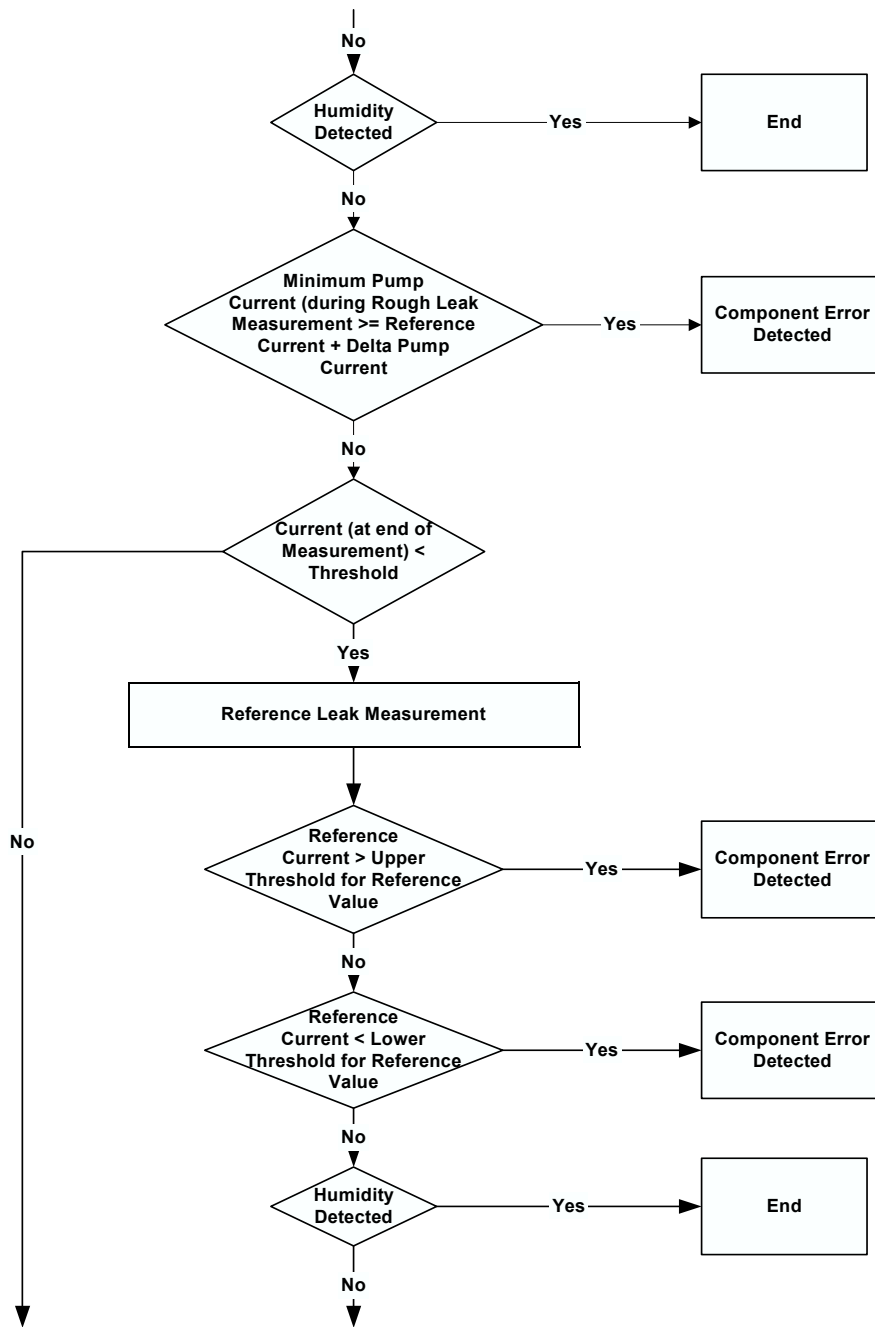 No
Humidity
Detected
Yes
End
No
Minimum Pump
Current (during Rough Leak
Measurement >= Reference
Current + Delta Pump
Current
Yes
Component Error
Detected
No
Current (at end of
Measurement) <
Threshold
Yes
Reference Leak Measurement
No
Reference
Current > Upper
Threshold for Reference
Value
Yes
Component Error
Detected
No
Reference
Current < Lower
Threshold for Reference
Value
Yes
Component Error
Detected
No
Humidity
Detected
Yes
End
No